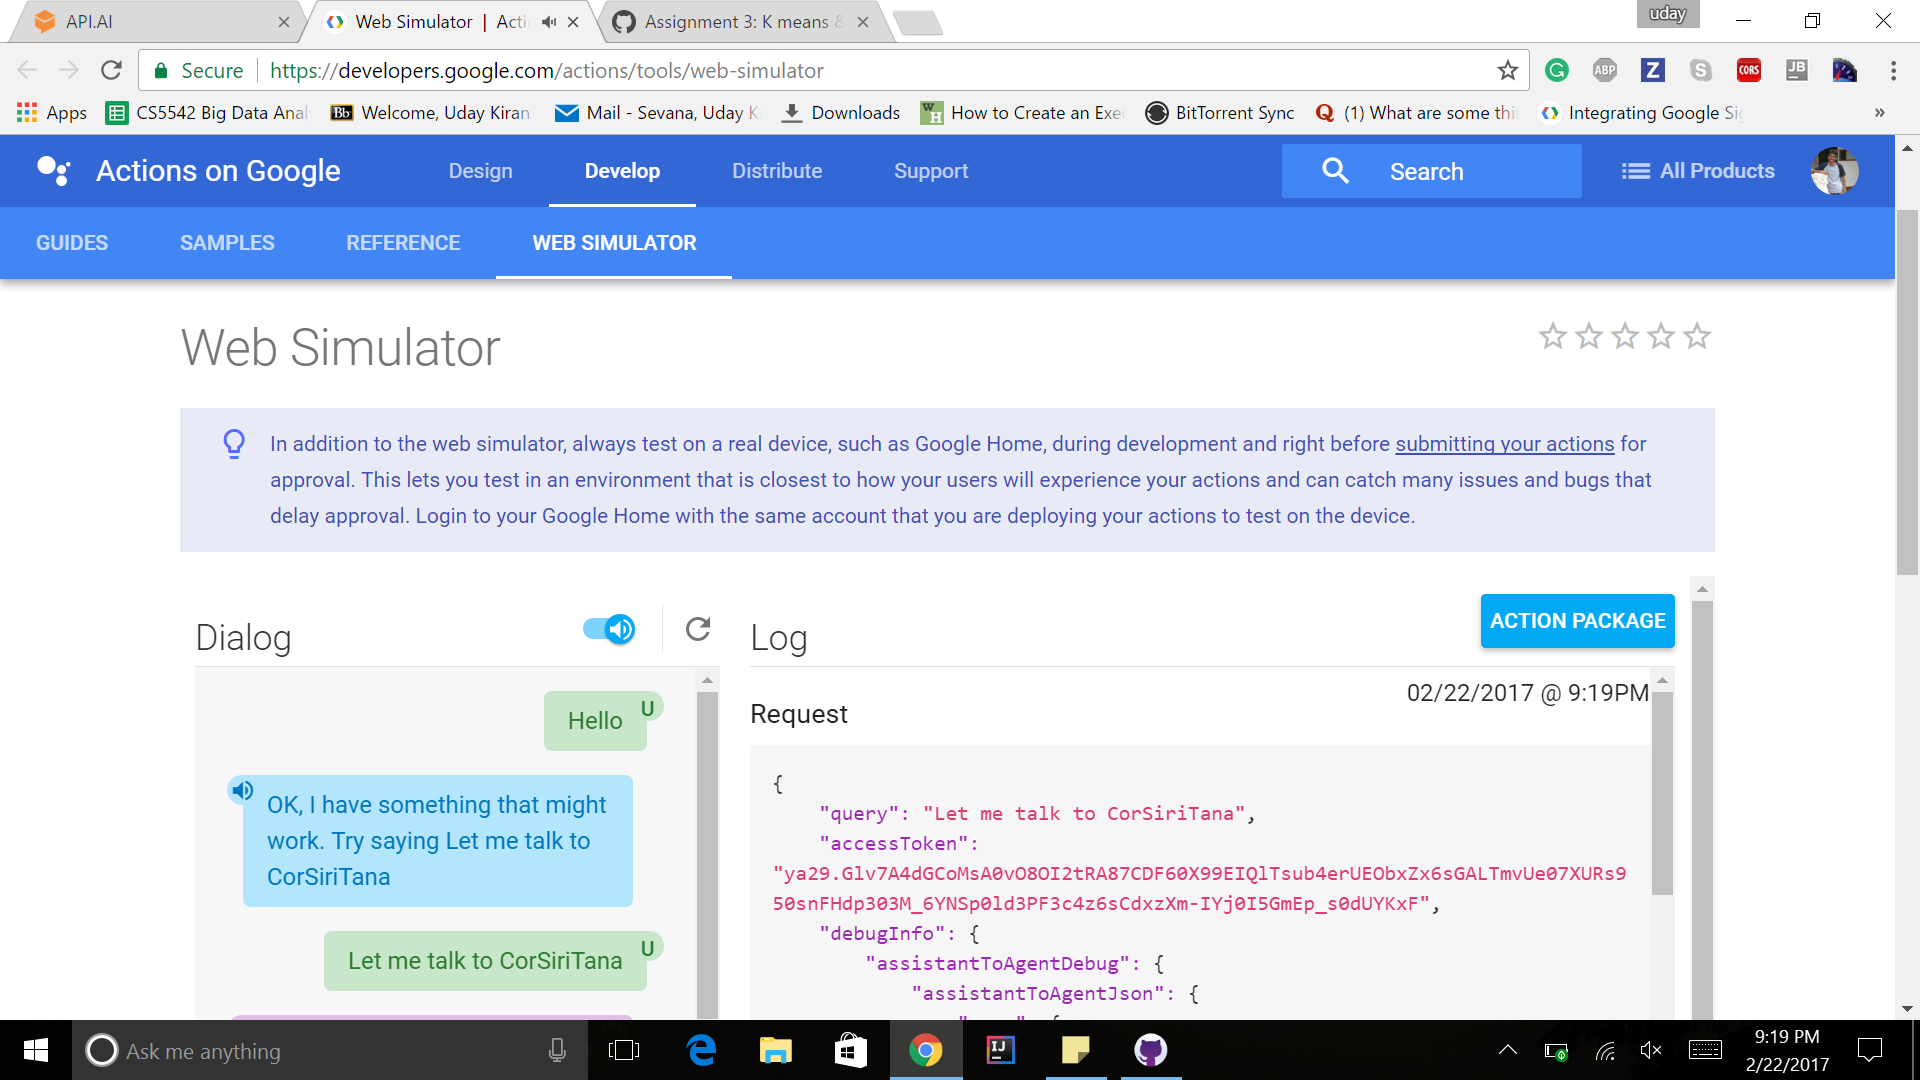 API.AI
Web Simulator | Acti
Assignment 3: K means &
uday
Secure https://developers.google.com/actions/tools/web-simulator
ABP Z S CORS JB
Apps CS5542 Big Data Anal Bb Welcome, Uday Kiran Mail - Sevana, Uday K Downloads How to Create an Exe BitTorrent Sync (1) What are some thi Integrating Google Si »
Actions on Google Design Develop Distribute Support Search All Products
GUIDES SAMPLES REFERENCE WEB SIMULATOR
Web Simulator
In addition to the web simulator, always test on a real device, such as Google Home, during development and right before submitting your actions for
approval. This lets you test in an environment that is closest to how your users will experience your actions and can catch many issues and bugs that
delay approval. Login to your Google Home with the same account that you are deploying your actions to test on the device.
Dialog
Hello U
OK, I have something that might
work. Try saying Let me talk to
CorSiriTana
Let me talk to CorSiriTana U
Log
ACTION PACKAGE
02/22/2017 @ 9:19PM
Request
{
"query": "Let me talk to CorSiriTana",
"accessToken":
"ya29.Glv7A4dGCoMsA0vO8OI2tRA87CDF60X99EIQlTsub4erUEObxZx6sGALTmvUe07XURs9
50snFHdp303M_6YNSp0ld3PF3c4z6sCdxzXm-IYj0I5GmEp_s0dUYKxF",
"debugInfo": {
"assistantToAgentDebug": {
"assistantToAgentJson": {
Ask me anything
IJ
9:19 PM
2/22/2017